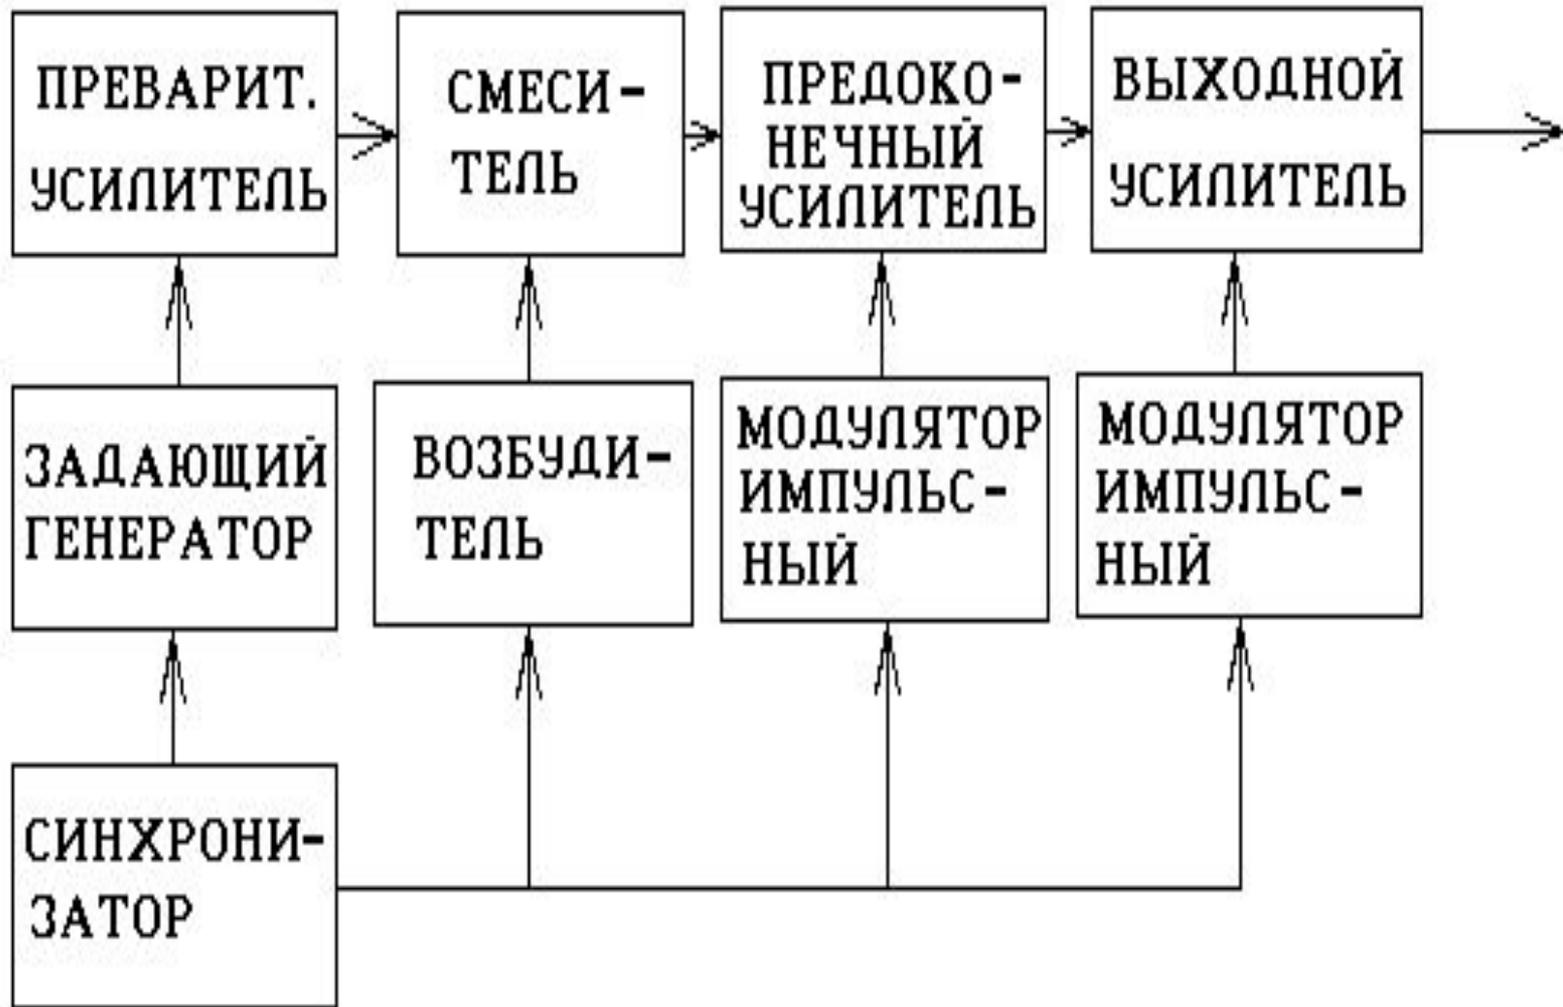 ПРЕВАРИТ.
УСИЛИТЕЛЬ
СМЕСИ-
ТЕЛЬ
ПРЕДОКО-
НЕЧНЫЙ
УСИЛИТЕЛЬ
ВЫХОДНОЙ
УСИЛИТЕЛЬ
ЗАДАЮЩИЙ
ГЕНЕРАТОР
ВОЗБУДИ-
ТЕЛЬ
МОДУЛЯТОР
ИМПУЛЬС-
НЫЙ
МОДУЛЯТОР
ИМПУЛЬС-
НЫЙ
СИНХРОНИ-
ЗАТОР